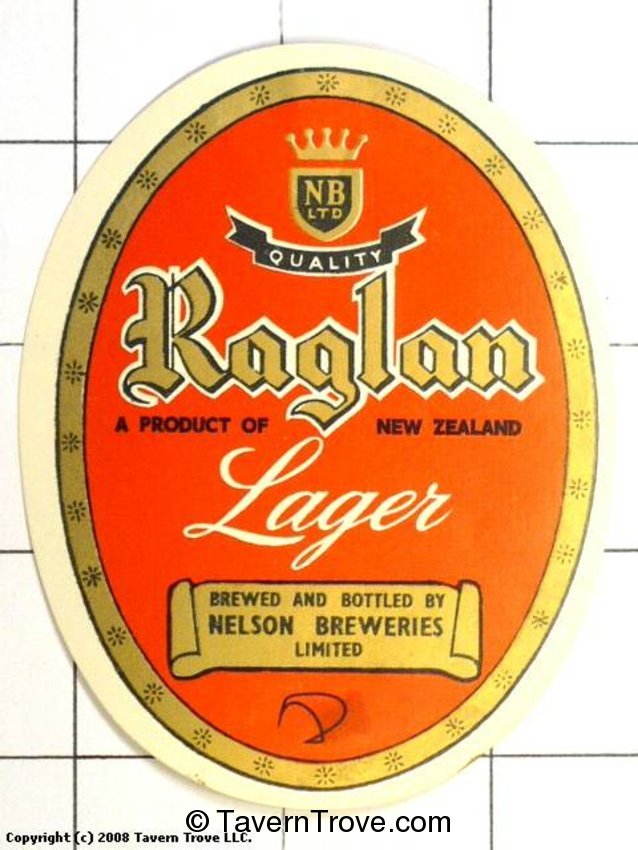 NB
LTD
QUALITY
Raglan
A PRODUCT OF NEW ZEALAND
Lager
BREWED AND BOTTLED BY
NELSON BREWERIES
LIMITED
© TavernTrove.com
Copyright (c) 2008 Tavern Trove LLC.